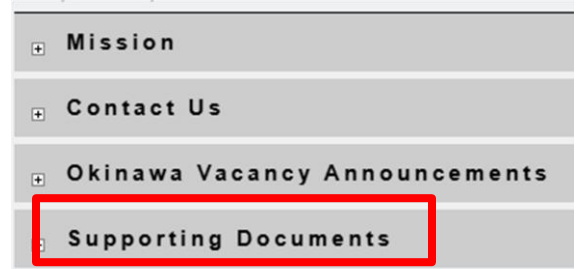 Mission
Contact Us
Okinawa Vacancy Announcements
Supporting Documents